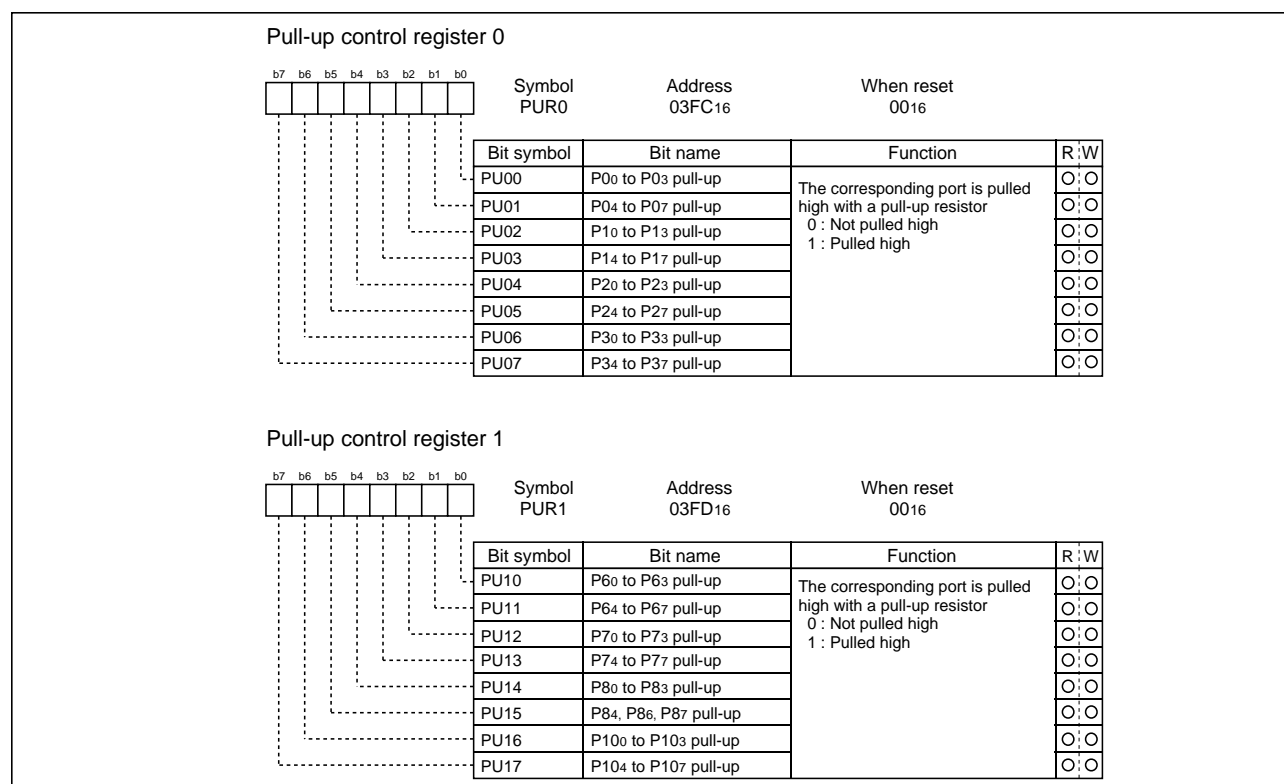 Pull-up control register 0
b7 b6 b5 b4 b3 b2 b1 b0
Symbol Address When reset
PUR0 03FC16 0016
Bit symbol Bit name Function R W
PU00 P00 to P03 pull-up The corresponding port is pulled
PU01 P04 to P07 pull-up high with a pull-up resistor
PU02 P10 to P13 pull-up 0 : Not pulled high
PU03 P14 to P17 pull-up 1 : Pulled high
PU04 P20 to P23 pull-up
PU05 P24 to P27 pull-up
PU06 P30 to P33 pull-up
PU07 P34 to P37 pull-up
Pull-up control register 1
b7 b6 b5 b4 b3 b2 b1 b0
Symbol Address When reset
PUR1 03FD16 0016
Bit symbol Bit name Function R W
PU10 P60 to P63 pull-up The corresponding port is pulled
PU11 P64 to P67 pull-up high with a pull-up resistor
PU12 P70 to P73 pull-up 0 : Not pulled high
PU13 P74 to P77 pull-up 1 : Pulled high
PU14 P80 to P83 pull-up
PU15 P84, P86, P87 pull-up
PU16 P100 to P103 pull-up
PU17 P104 to P107 pull-up